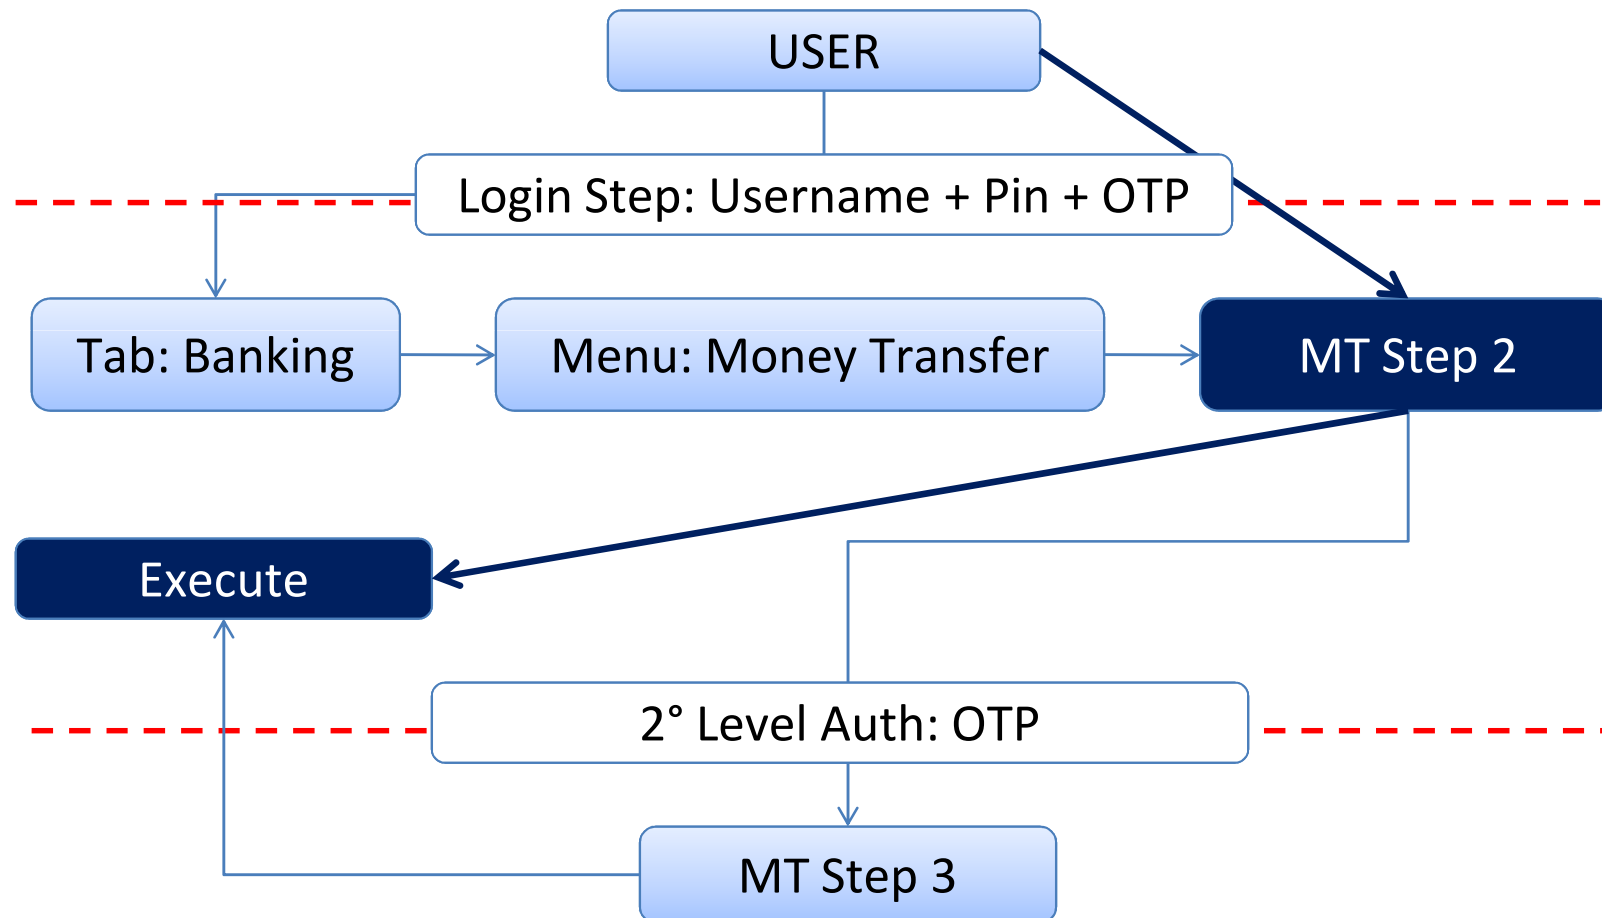 USER
Login Step: Username + Pin + OTP
Tab: Banking
Menu: Money Transfer
MT Step 2
Execute
2° Level Auth: OTP
MT Step 3